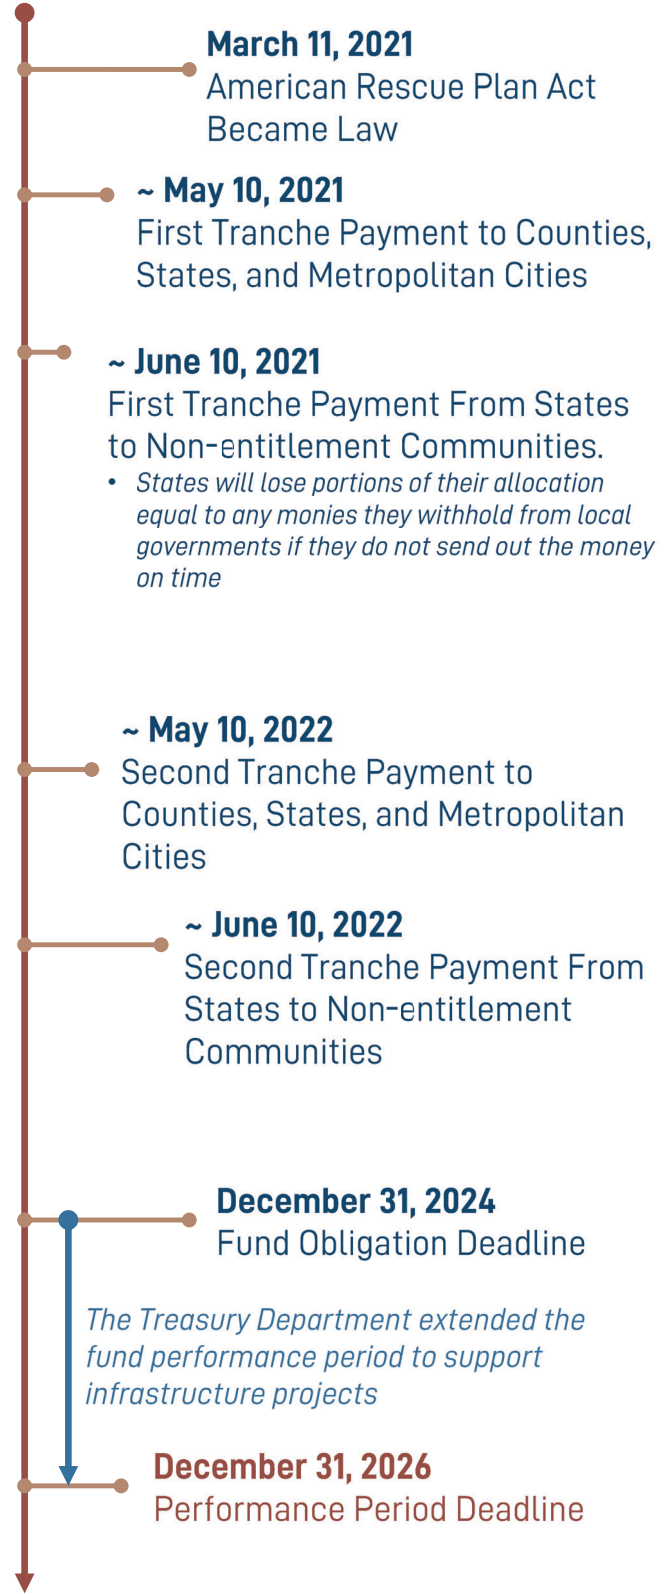 March 11, 2021
American Rescue Plan Act
Became Law
~ May 10, 2021
First Tranche Payment to Counties,
States, and Metropolitan Cities
~ June 10, 2021
First Tranche Payment From States
to Non-entitlement Communities.
• States will lose portions of their allocation
equal to any monies they withhold from local
governments if they do not send out the money
on time
~ May 10, 2022
Second Tranche Payment to
Counties, States, and Metropolitan
Cities
~ June 10, 2022
Second Tranche Payment From
States to Non-entitlement
Communities
December 31, 2024
Fund Obligation Deadline
The Treasury Department extended the
fund performance period to support
infrastructure projects
December 31, 2026
Performance Period Deadline